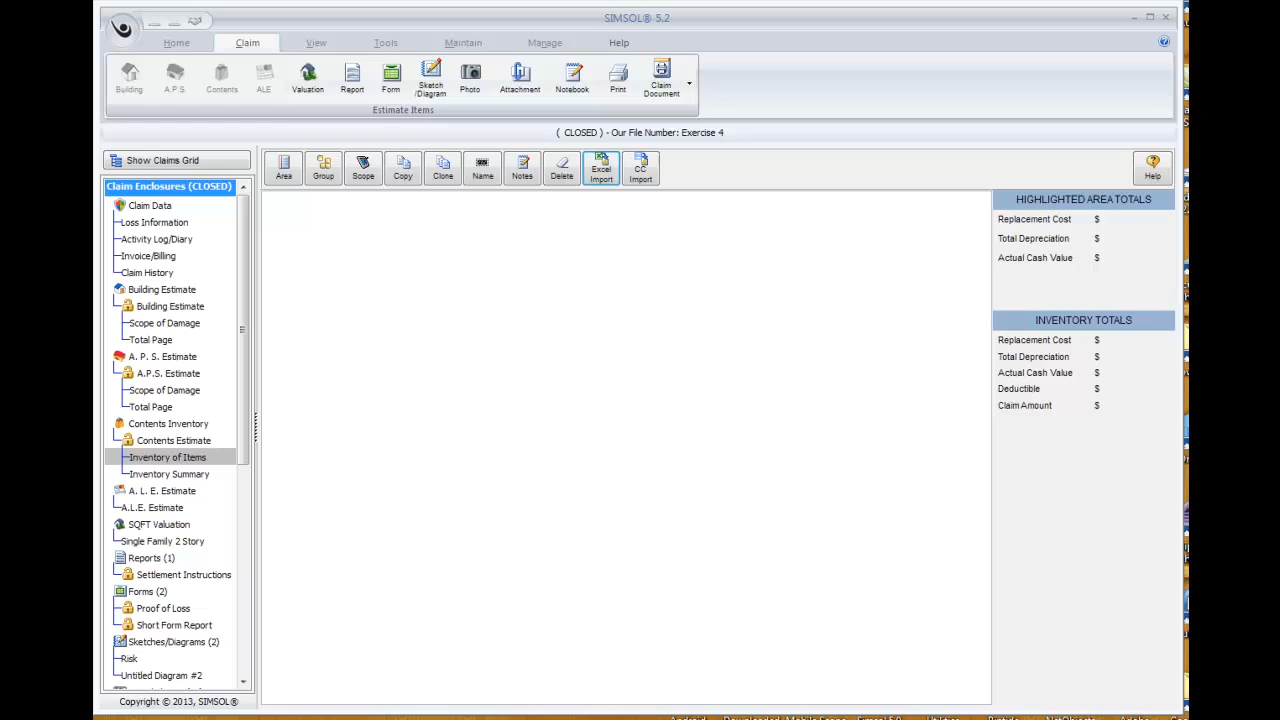 SIMSOL® 5.2
Home Claim View Tools Maintain Manage Help
Building A.P.S. Contents ALE Valuation Report Form Sketch /Diagram Photo Attachment Notebook Print Claim Document
Estimate Items
( CLOSED ) - Our File Number: Exercise 4
Show Claims Grid
Area Group Scope Copy Clone Name Notes Delete Excel Import CC Import Help
Claim Enclosures (CLOSED)
Claim Data
Loss Information
Activity Log/Diary
Invoice/Billing
Claim History
Building Estimate
Building Estimate
Scope of Damage
Total Page
A. P. S. Estimate
A.P.S. Estimate
Scope of Damage
Total Page
Contents Inventory
Contents Estimate
Inventory of Items
Inventory Summary
A. L. E. Estimate
A.L.E. Estimate
SQFT Valuation
Single Family 2 Story
Reports (1)
Settlement Instructions
Forms (2)
Proof of Loss
Short Form Report
Sketches/Diagrams (2)
Risk
Untitled Diagram #2
Copyright © 2013, SIMSOL®
HIGHLIGHTED AREA TOTALS
Replacement Cost $
Total Depreciation $
Actual Cash Value $
INVENTORY TOTALS
Replacement Cost $
Total Depreciation $
Actual Cash Value $
Deductible $
Claim Amount $